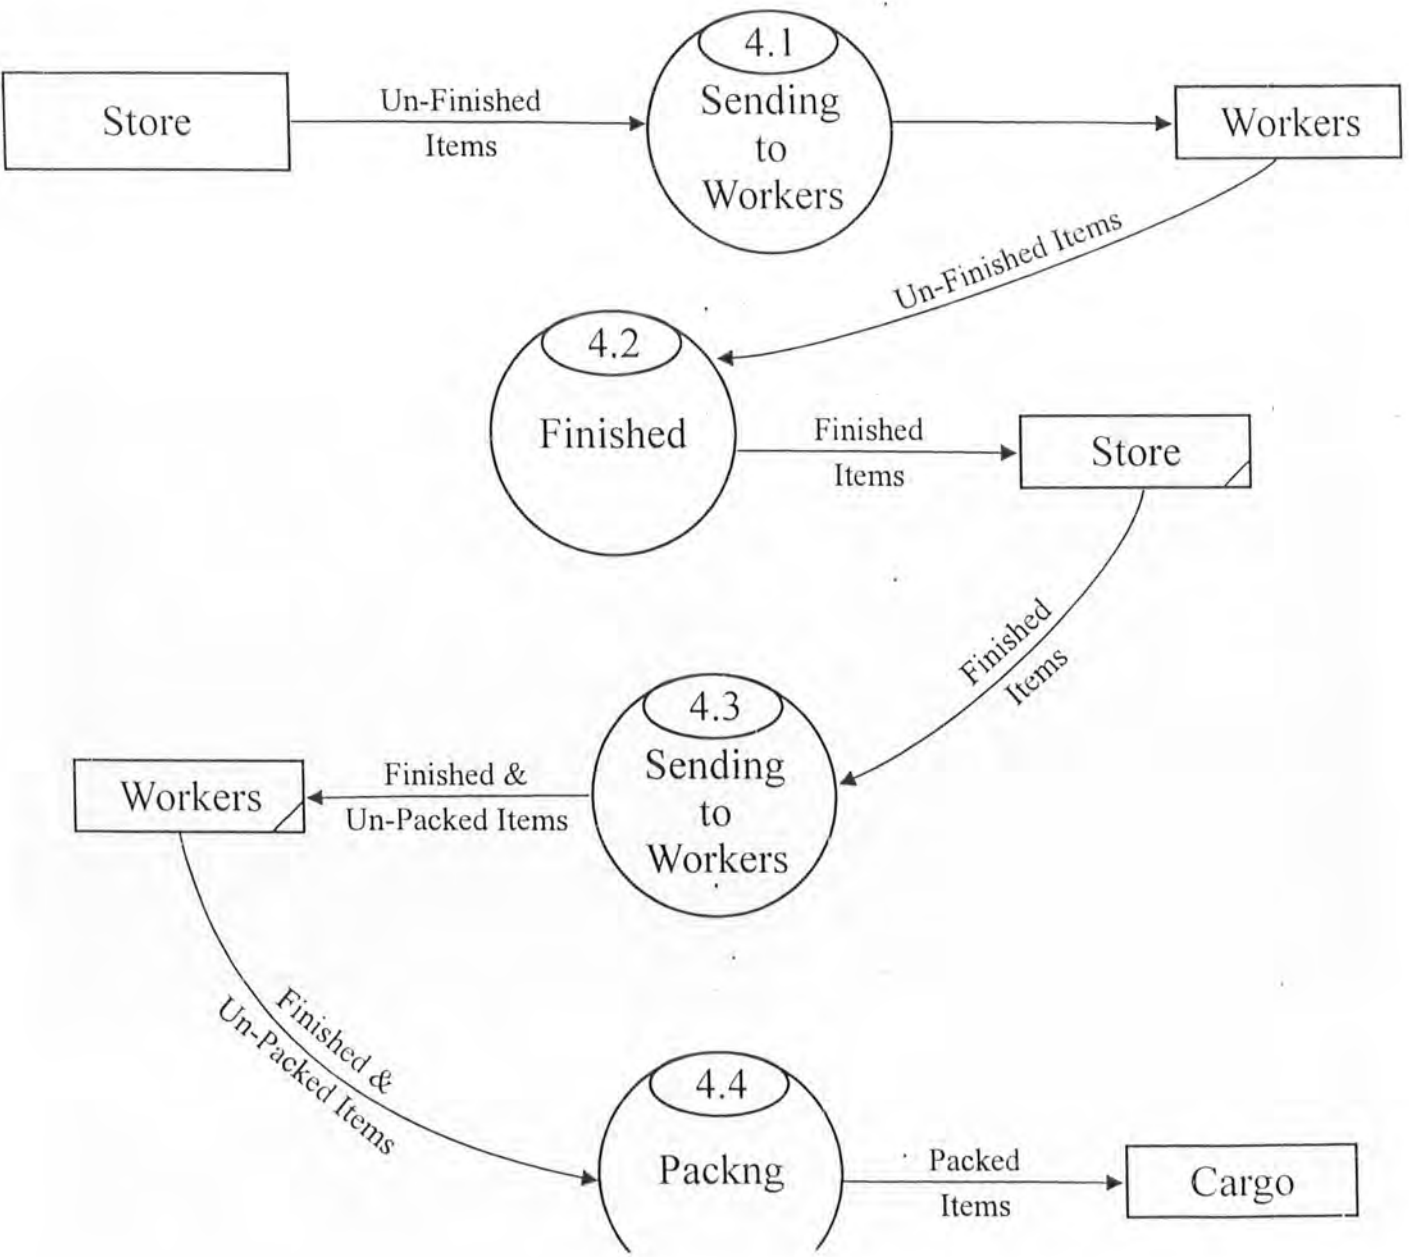 Store
Un-Finished
Items
4.1
Sending
to
Workers
Workers
Un-Finished Items
4.2
Finished
Finished
Items
Store
Finished
Items
4.3
Sending
to
Workers
Finished &
Un-Packed Items
Workers
Finished &
Un-Packed Items
4.4
Packng
Packed
Items
Cargo